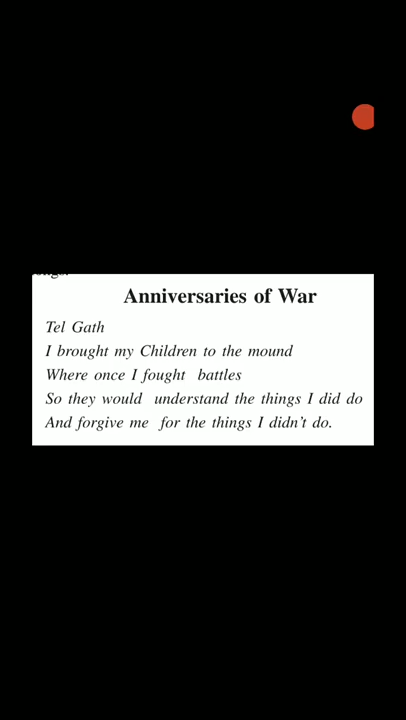 Anniversaries of War
Tel Gath
I brought my Children to the mound
Where once I fought battles
So they would understand the things I did do
And forgive me for the things I didn't do.